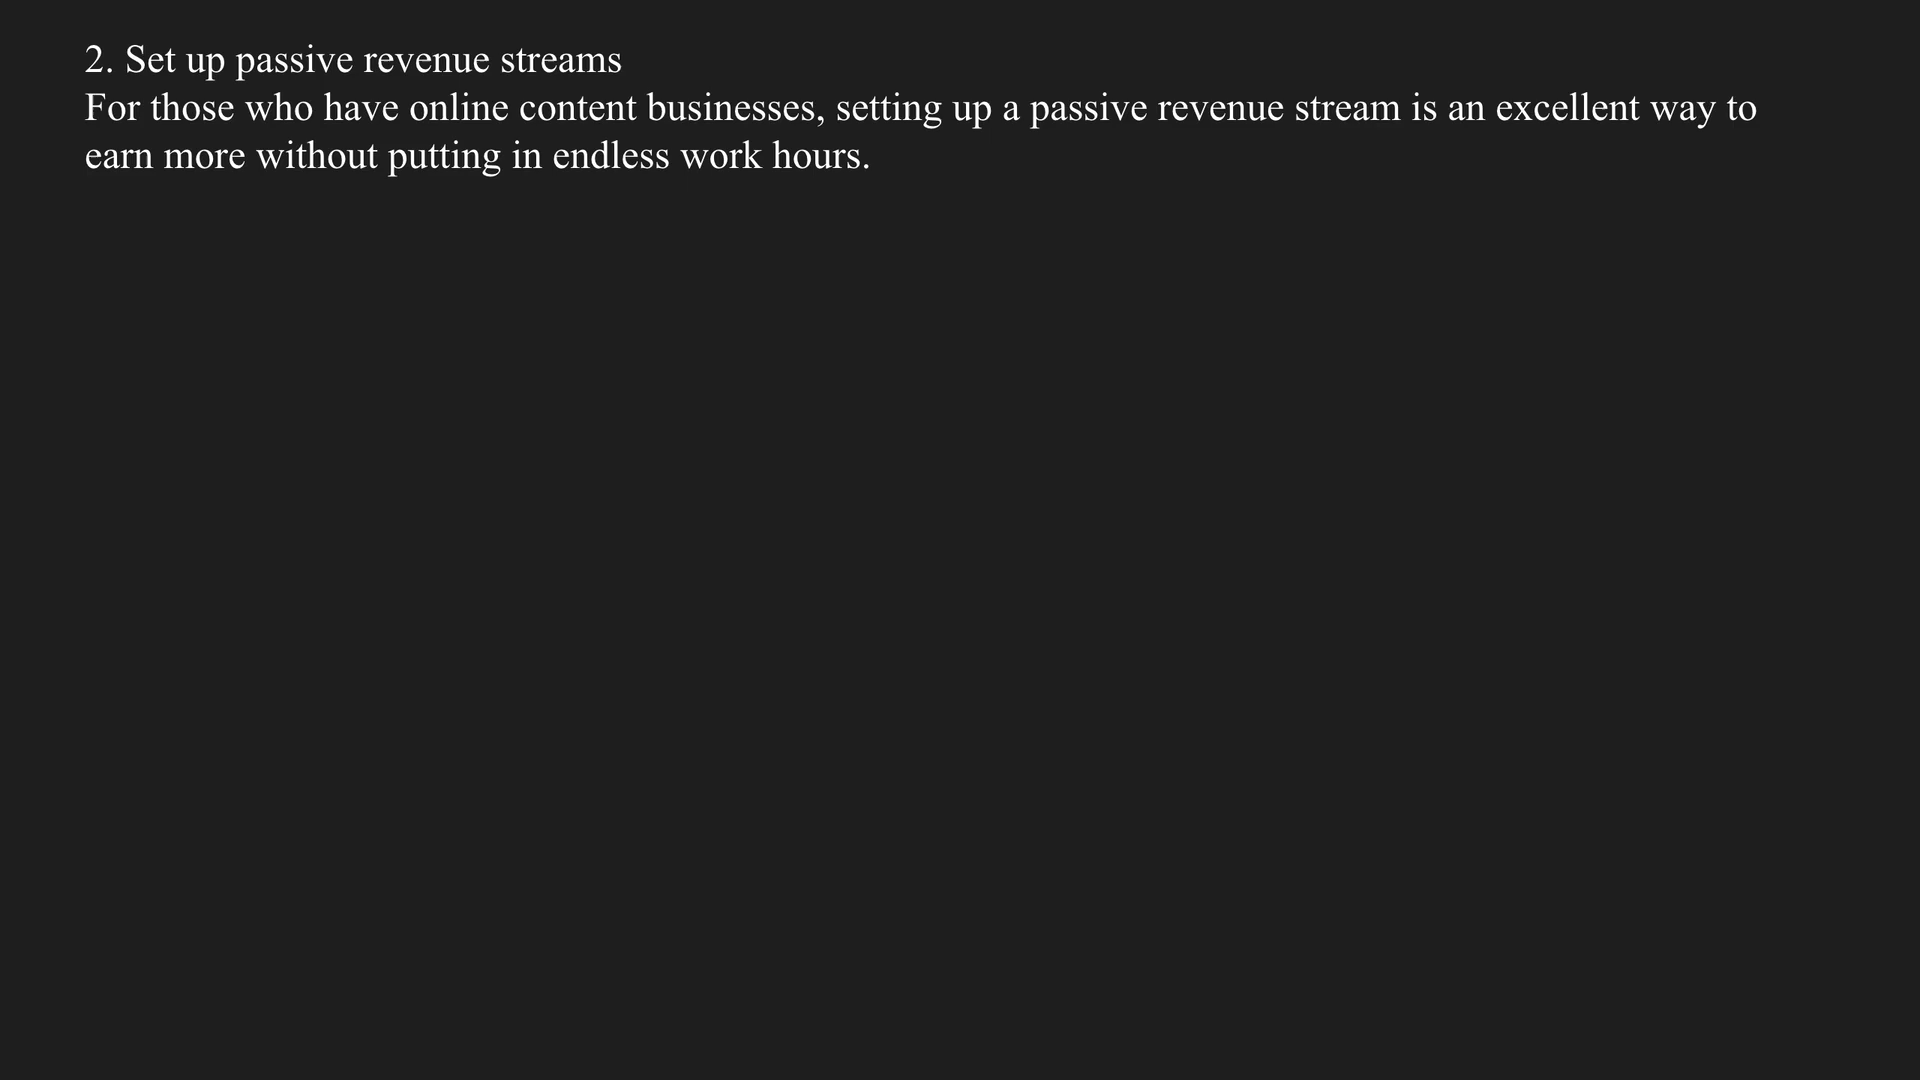 2. Set up passive revenue streams
For those who have online content businesses, setting up a passive revenue stream is an excellent way to
earn more without putting in endless work hours.